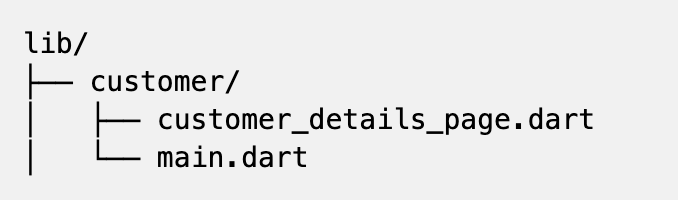 lib/
├── customer/
│   ├── customer_details_page.dart
│   └── main.dart